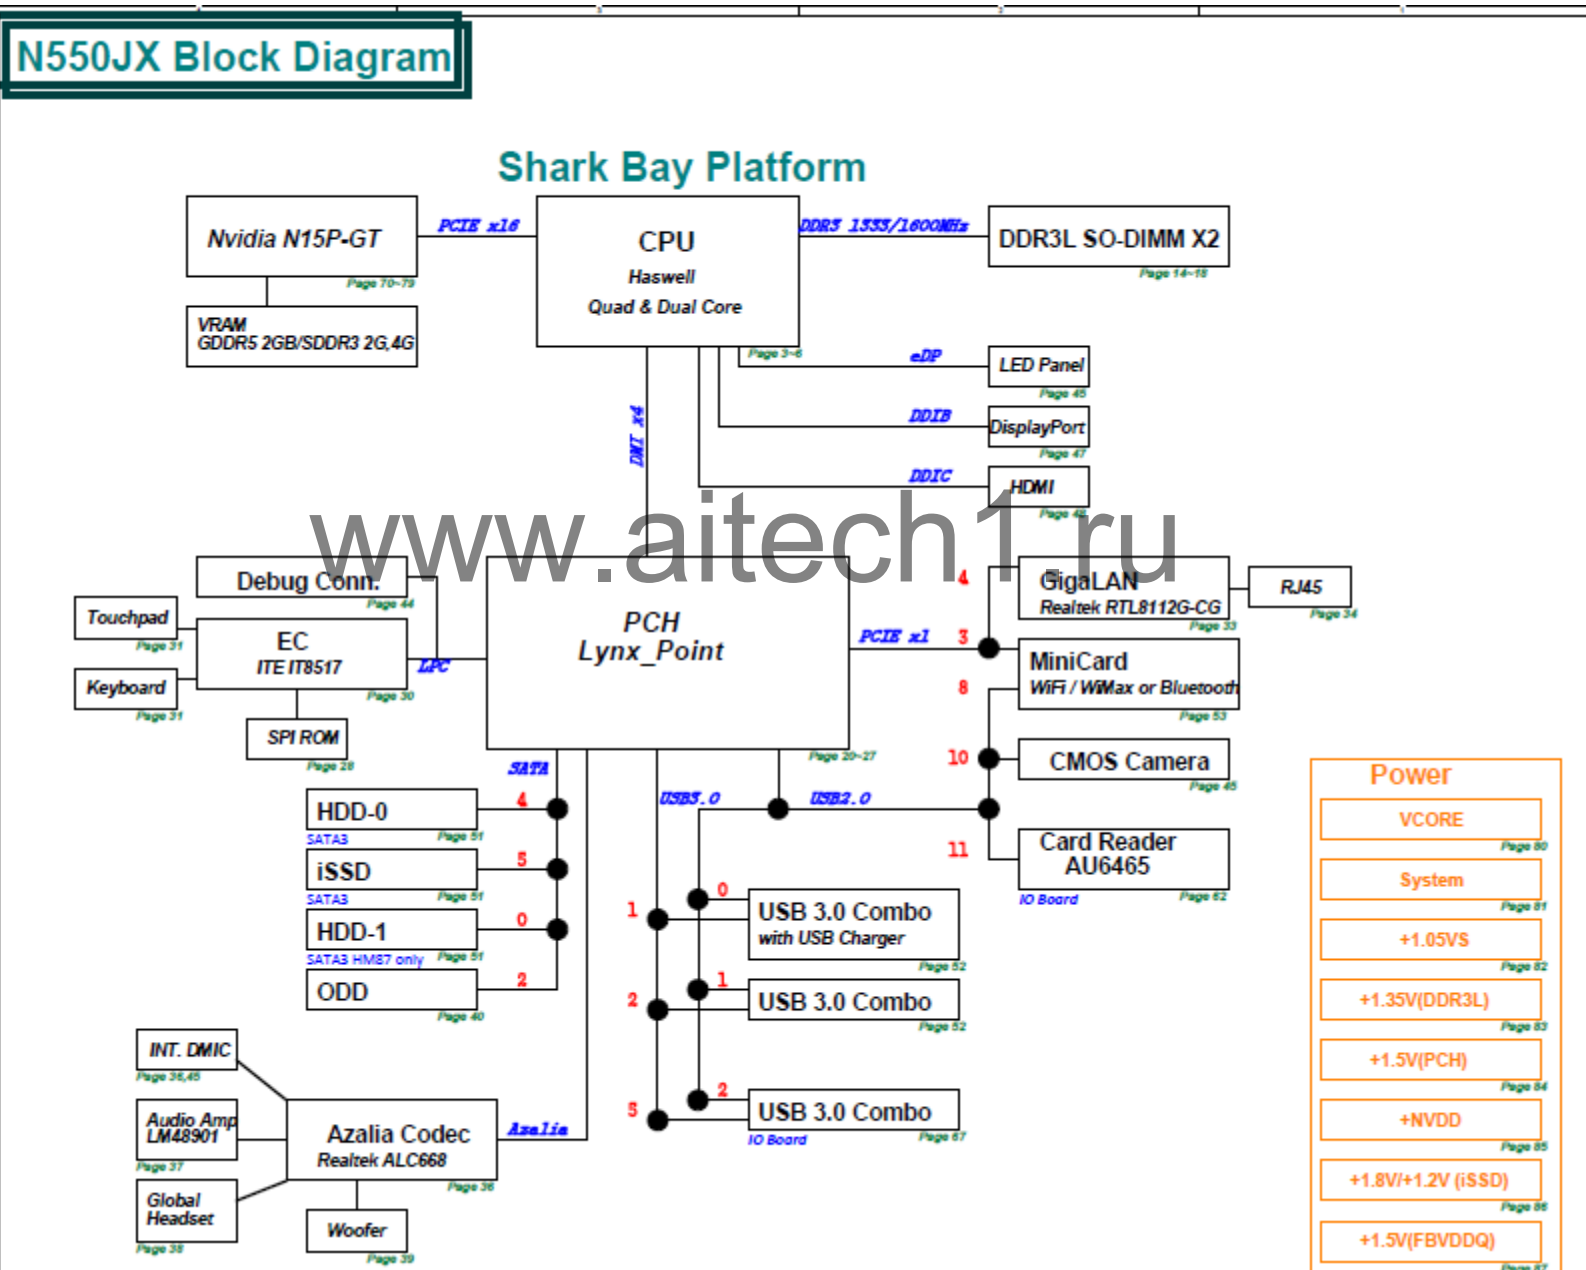 N550JX Block Diagram
Shark Bay Platform
Nvidia N15P-GT
Page 70~79
PCIE x16
CPU
Haswell
Quad & Dual Core
Page 3~6
DDR3 1333/1600MHz
DDR3L SO-DIMM X2
Page 14~18
VRAM
GDDR5 2GB/SDDR3 2G,4G
eDP
LED Panel
Page 45
DDIB
DisplayPort
Page 47
DDIC
HDMI
Page 48
DMI x4
www.aitech1.ru
Debug Conn.
Page 44
Touchpad
Page 31
EC
ITE IT8517
Page 30
Keyboard
Page 31
LPC
SPI ROM
Page 28
PCH
Lynx_Point
Page 20~27
PCIE x1
4
GigaLAN
Realtek RTL8112G-CG
Page 33
RJ45
Page 34
3
MiniCard
WiFi / WiMax or Bluetooth
Page 53
8
10
CMOS Camera
Page 45
11
Card Reader
AU6465
IO Board
Page 62
SATA
USB3.0
USB2.0
HDD-0
4
SATA3
Page 51
iSSD
5
SATA3
Page 51
HDD-1
0
SATA3 HM87 only
Page 51
ODD
2
Page 40
0
1
USB 3.0 Combo
with USB Charger
Page 52
1
2
USB 3.0 Combo
Page 52
2
5
USB 3.0 Combo
IO Board
Page 67
INT. DMIC
Page 36,45
Audio Amp
LM48901
Page 37
Global
Headset
Page 38
Azalia Codec
Realtek ALC668
Page 36
Azalia
Woofer
Page 39
Power
VCORE
Page 80
System
Page 81
+1.05VS
Page 82
+1.35V(DDR3L)
Page 83
+1.5V(PCH)
Page 84
+NVDD
Page 85
+1.8V/+1.2V (iSSD)
Page 86
+1.5V(FBVDDQ)
Page 87